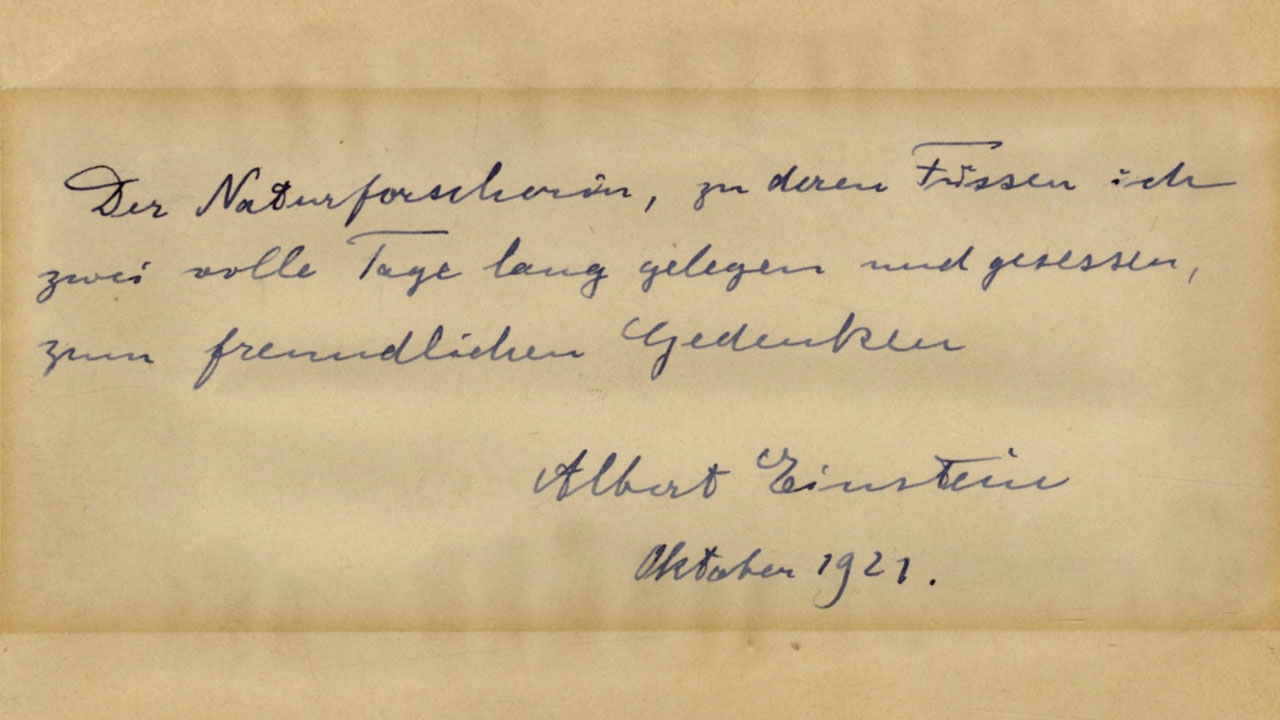 Der Naturforscherin, zu deren Füssen ich
zwei volle Tage lang gelegen und gesessen,
zum freundlichen Gedenken
Albert Einstein
Oktober 1921.